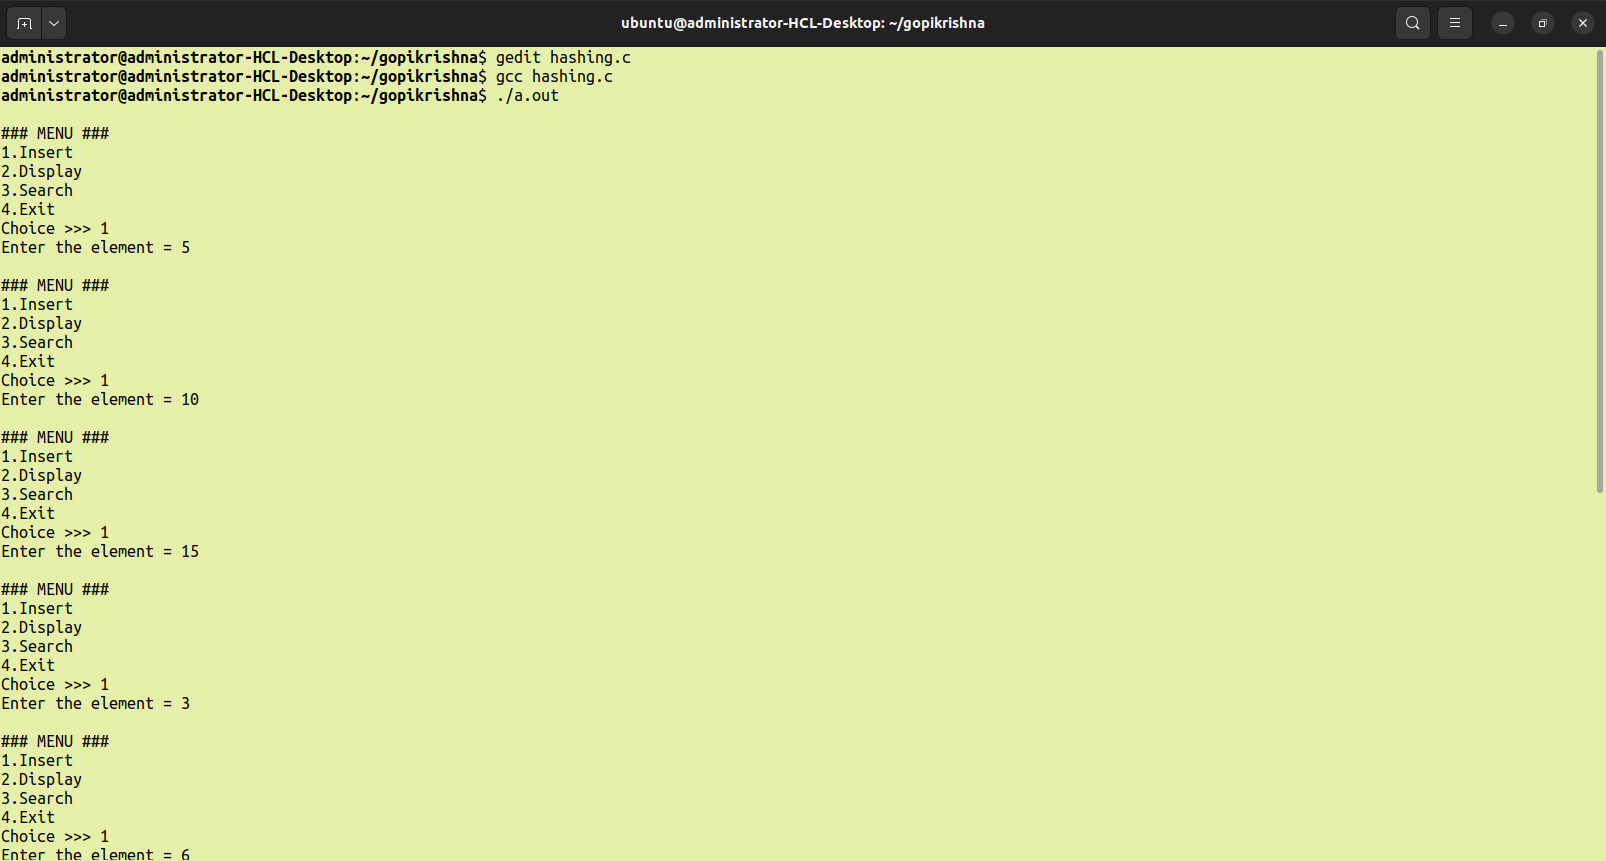 ubuntu@administrator-HCL-Desktop: ~/gopikrishna
administrator@administrator-HCL-Desktop:~/gopikrishna$ gedit hashing.c
administrator@administrator-HCL-Desktop:~/gopikrishna$ gcc hashing.c
administrator@administrator-HCL-Desktop:~/gopikrishna$ ./a.out
### MENU ###
1.Insert
2.Display
3.Search
4.Exit
Choice >>> 1
Enter the element = 5
### MENU ###
1.Insert
2.Display
3.Search
4.Exit
Choice >>> 1
Enter the element = 10
### MENU ###
1.Insert
2.Display
3.Search
4.Exit
Choice >>> 1
Enter the element = 15
### MENU ###
1.Insert
2.Display
3.Search
4.Exit
Choice >>> 1
Enter the element = 3
### MENU ###
1.Insert
2.Display
3.Search
4.Exit
Choice >>> 1
Enter the element = 6